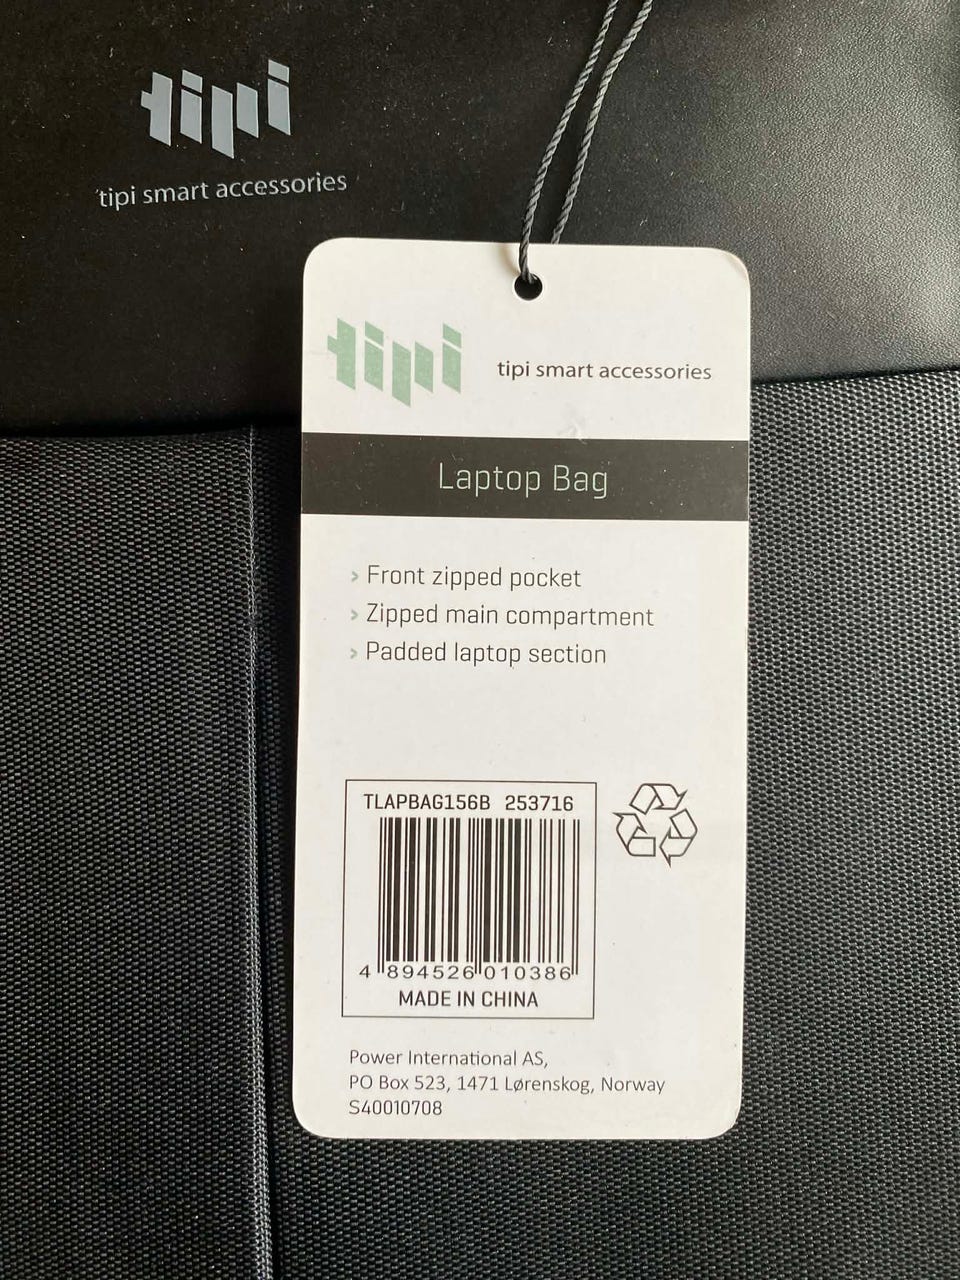 tipi
tipi smart accessories
tipi
tipi smart accessories
Laptop Bag
› Front zipped pocket
› Zipped main compartment
› Padded laptop section
TLAPBAG156B 253716
4 894526 010386
MADE IN CHINA
Power International AS,
PO Box 523, 1471 Lørenskog, Norway
S40010708